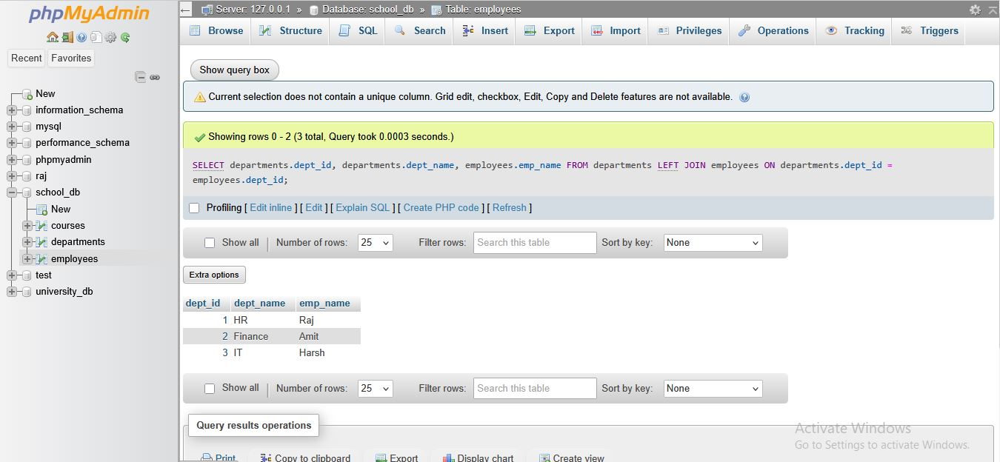 phpMyAdmin
Recent Favorites
New
information_schema
mysql
performance_schema
phpmyadmin
raj
school_db
New
courses
departments
employees
test
university_db
Server: 127.0.0.1 » Database: school_db » Table: employees
Browse Structure SQL Search Insert Export Import Privileges Operations Tracking Triggers
Show query box
Current selection does not contain a unique column. Grid edit, checkbox, Edit, Copy and Delete features are not available.
Showing rows 0 - 2 (3 total, Query took 0.0003 seconds.)
SELECT departments.dept_id, departments.dept_name, employees.emp_name FROM departments LEFT JOIN employees ON departments.dept_id =
employees.dept_id;
Profiling [ Edit inline ] [ Edit ] [ Explain SQL ] [ Create PHP code ] [ Refresh ]
Show all Number of rows: 25 Filter rows: Search this table Sort by key: None
Extra options
dept_id dept_name emp_name
1 HR Raj
2 Finance Amit
3 IT Harsh
Show all Number of rows: 25 Filter rows: Search this table Sort by key: None
Query results operations
Print Copy to clipboard Export Display chart Create view
Activate Windows
Go to Settings to activate Windows.